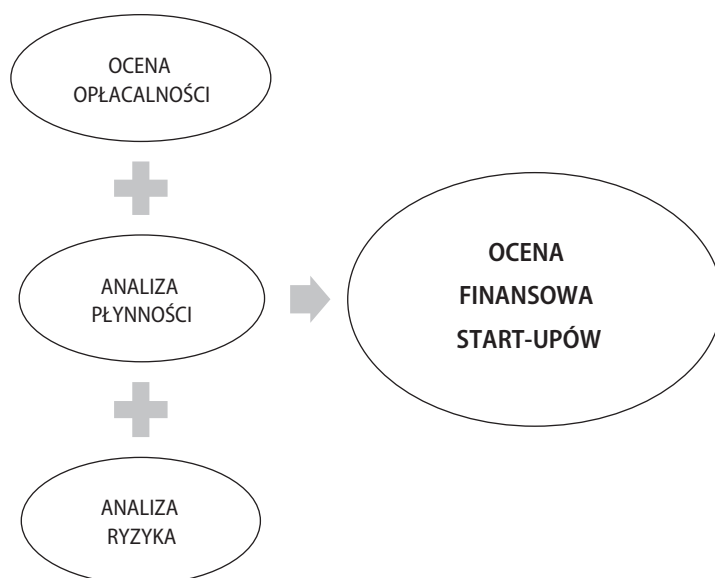 OCENA
OPŁACALNOŚCI
ANALIZA
PŁYNNOŚCI
ANALIZA
RYZYKA
OCENA
FINANSOWA
START-UPÓW